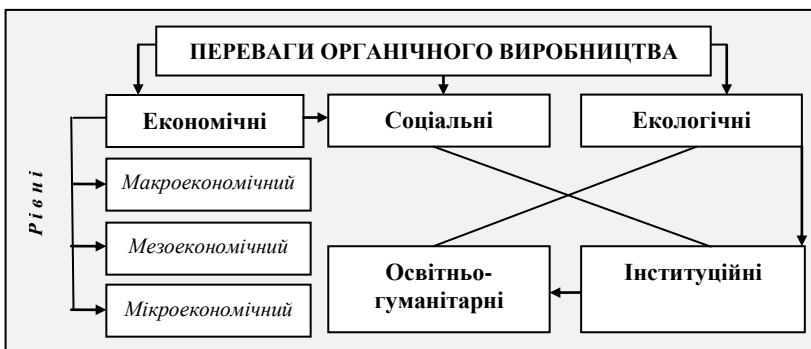 ПЕРЕВАГИ ОРГАНІЧНОГО ВИРОБНИЦТВА
Економічні
Соціальні
Екологічні
Рівні
Макроекономічний
Мезоекономічний
Мікроекономічний
Освітньо-
гуманітарні
Інституційні